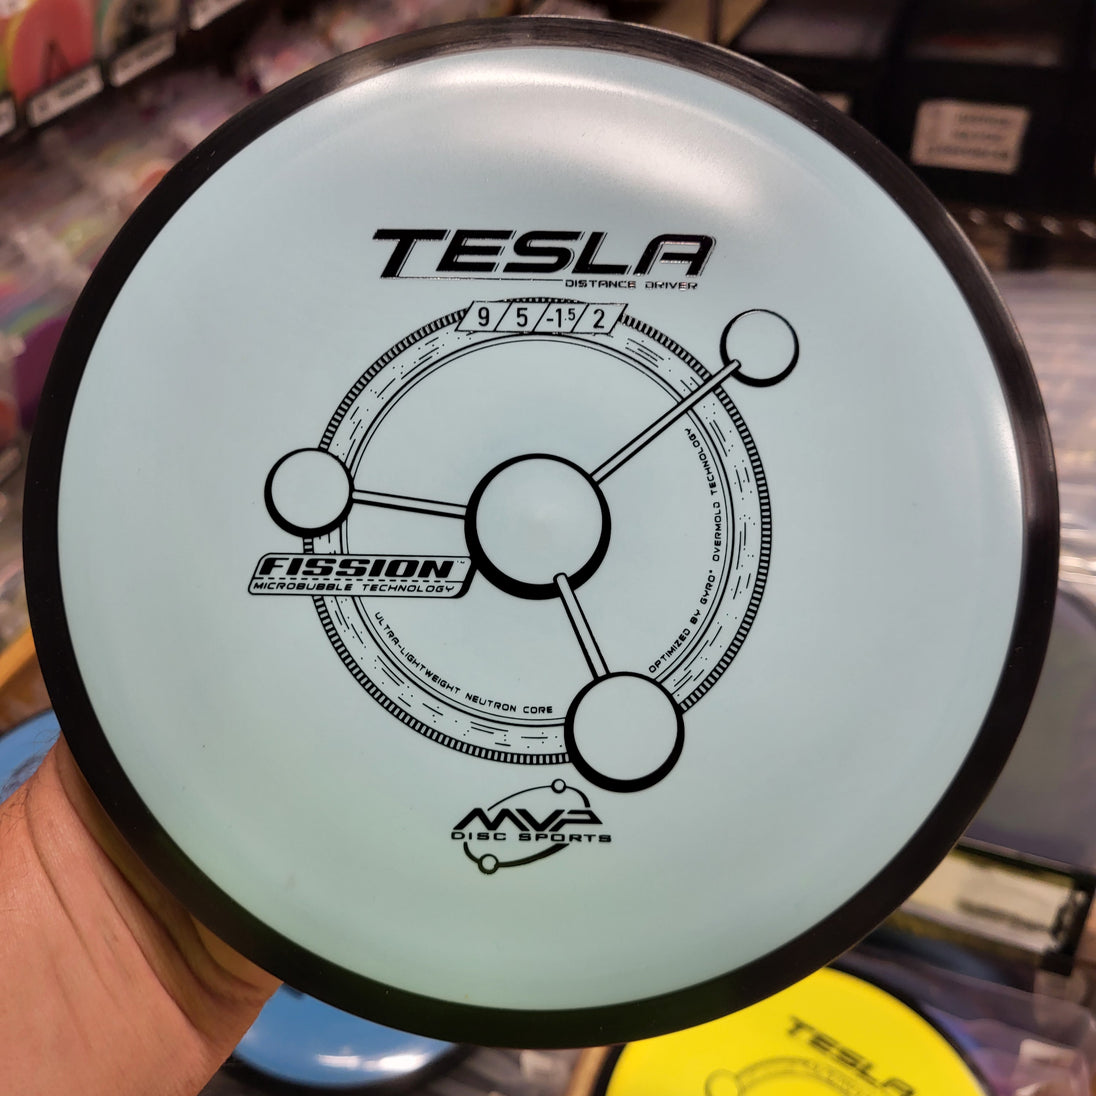 TESLA
DISTANCE DRIVER
9 5 -1.5 2
OPTIMIZED BY GYRO® OVERMOLD TECHNOLOGY
FISSION™
MICROBUBBLE TECHNOLOGY
ULTRA-LIGHTWEIGHT NEUTRON CORE
MVP
DISC SPORTS
TESLA